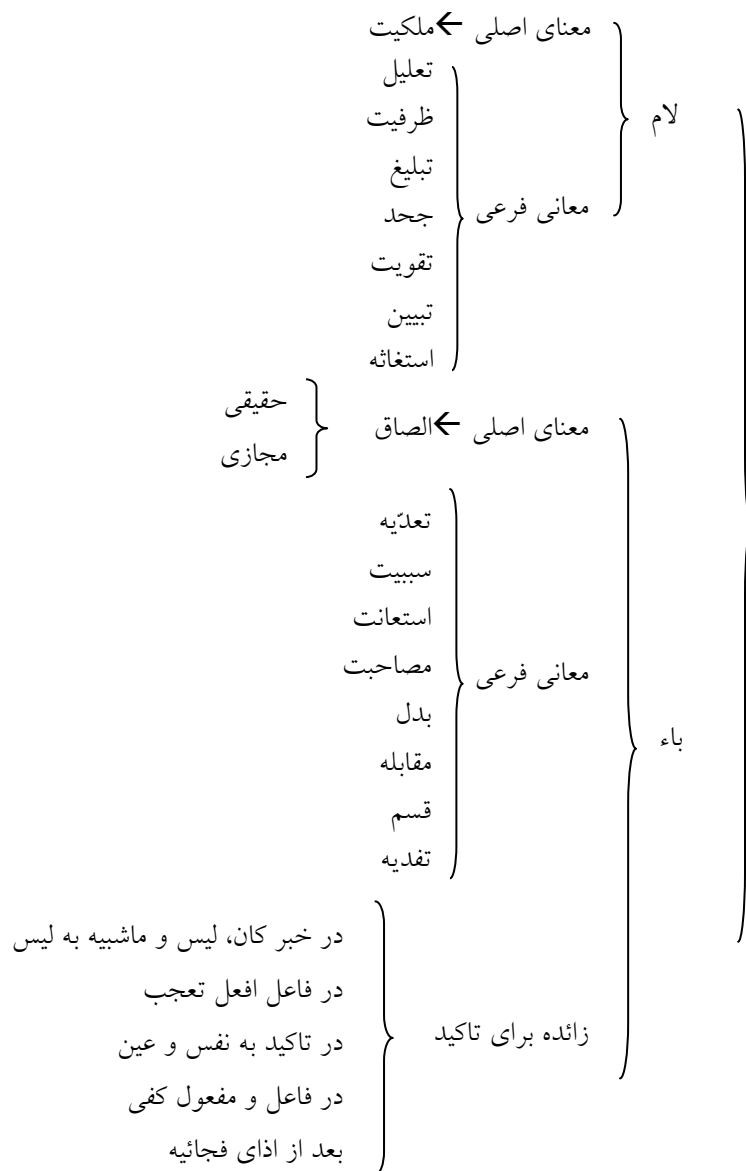 معنای اصلی ←ملکیت
تعلیل
لام
ظرفیت
تبلیغ
معانی فرعی
جحد
تقویت
تبیین
استغاثه
حقیقی
معنای اصلی ←الصاق
مجازی
تعدّیه
سببیت
استعانت
معانی فرعی
مصاحبت
بدل
باء
مقابله
قسم
تفدیه
در خبر کان، لیس و ماشبیه به لیس
در فاعل افعل تعجب
زائده برای تاکید
در تاکید به نفس و عین
در فاعل و مفعول کفی
بعد از اذای فجائیه